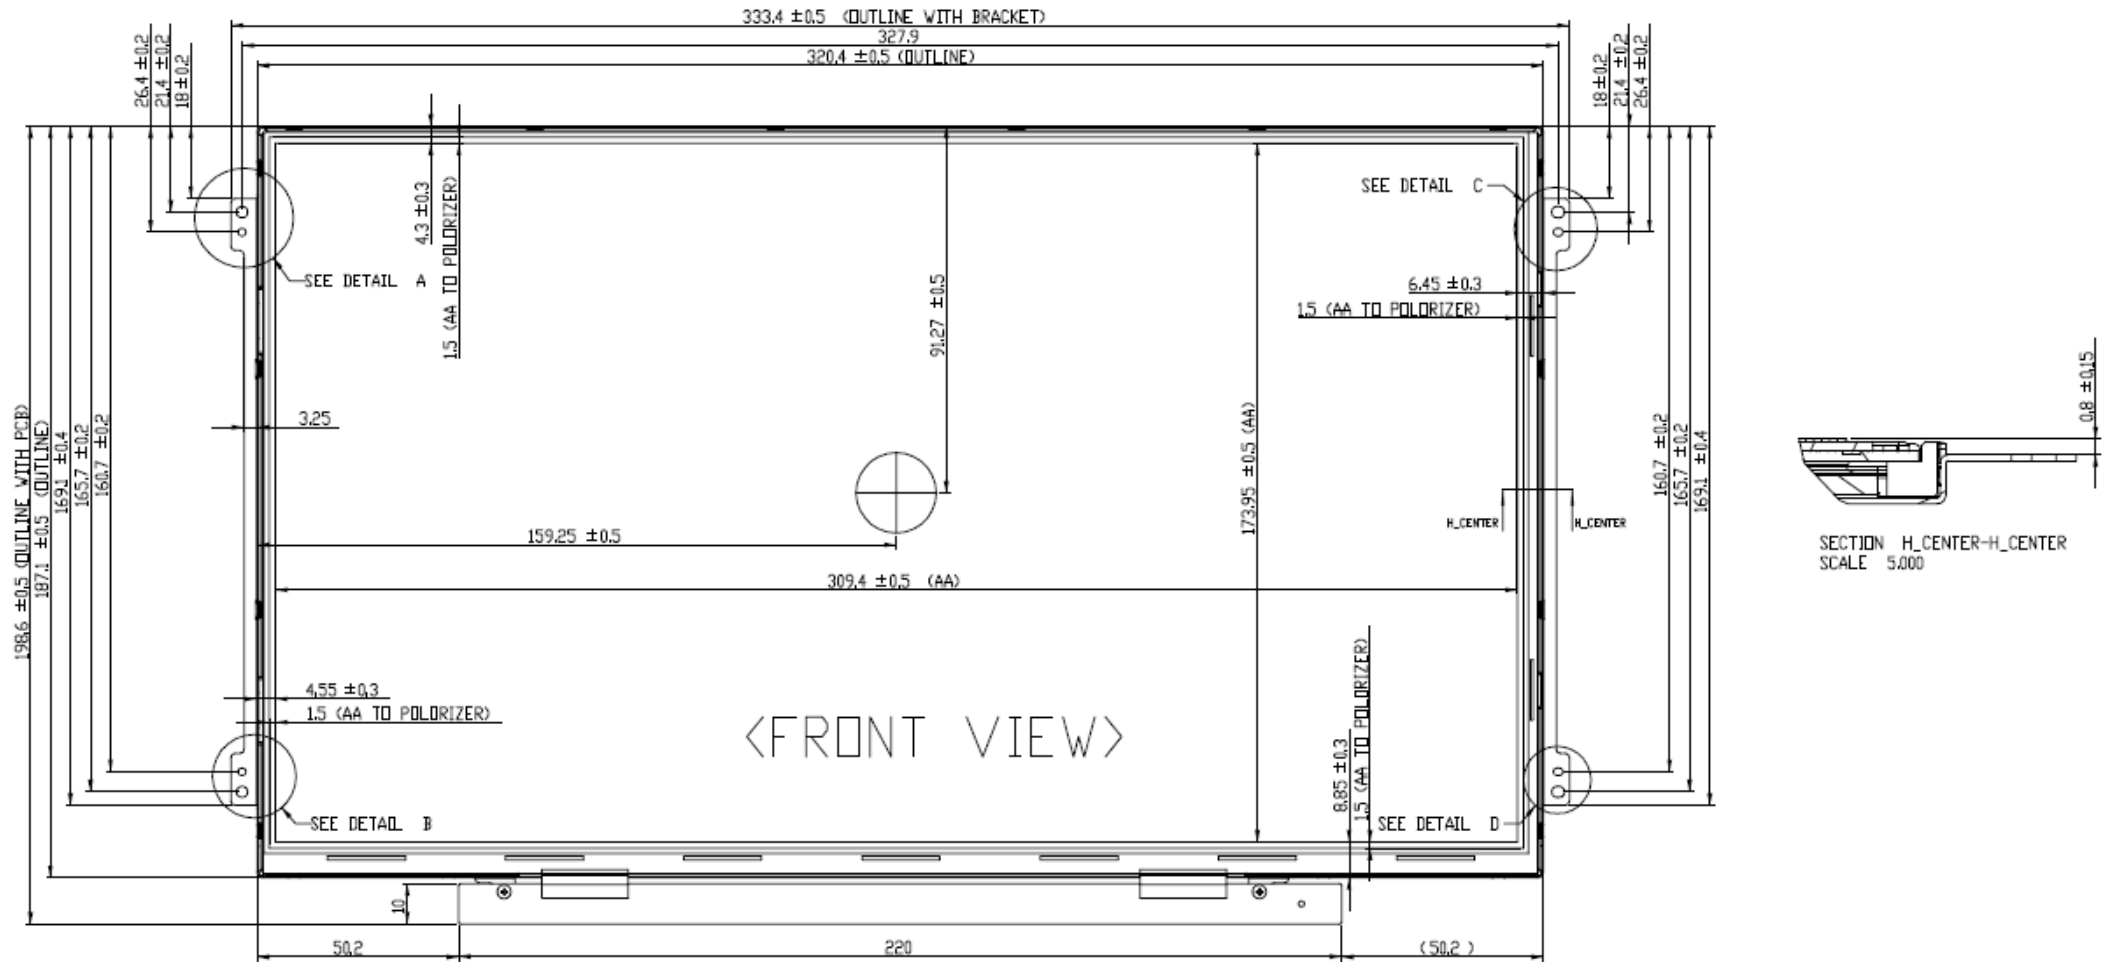 333.4 ±0.5 (OUTLINE WITH BRACKET)
327.9
320.4 ±0.5 (OUTLINE)
26.4 ±0.2
21.4 ±0.2
18±0.2
18±0.2
21.4 ±0.2
26.4 ±0.2
4.3 ±0.3
1.5 (AA TO POLORIZER)
91.27 ±0.5
SEE DETAIL C
SEE DETAIL A
6.45 ±0.3
1.5 (AA TO POLORIZER)
3.25
198.6 ±0.5 (OUTLINE WITH PCB)
187.1 ±0.5 (OUTLINE)
169.1 ±0.4
165.7 ±0.2
160.7 ±0.2
173.95 ±0.5 (AA)
160.7 ±0.2
165.7 ±0.2
169.1 ±0.4
0.8 ±0.15
H_CENTER
H_CENTER
159.25 ±0.5
SECTION H_CENTER-H_CENTER
SCALE 5.000
309.4 ±0.5 (AA)
4.55 ±0.3
1.5 (AA TO POLORIZER)
<FRONT VIEW>
8.85 ±0.3
1.5 (AA TO POLORIZER)
SEE DETAIL B
SEE DETAIL D
10
50.2
220
(50.2)